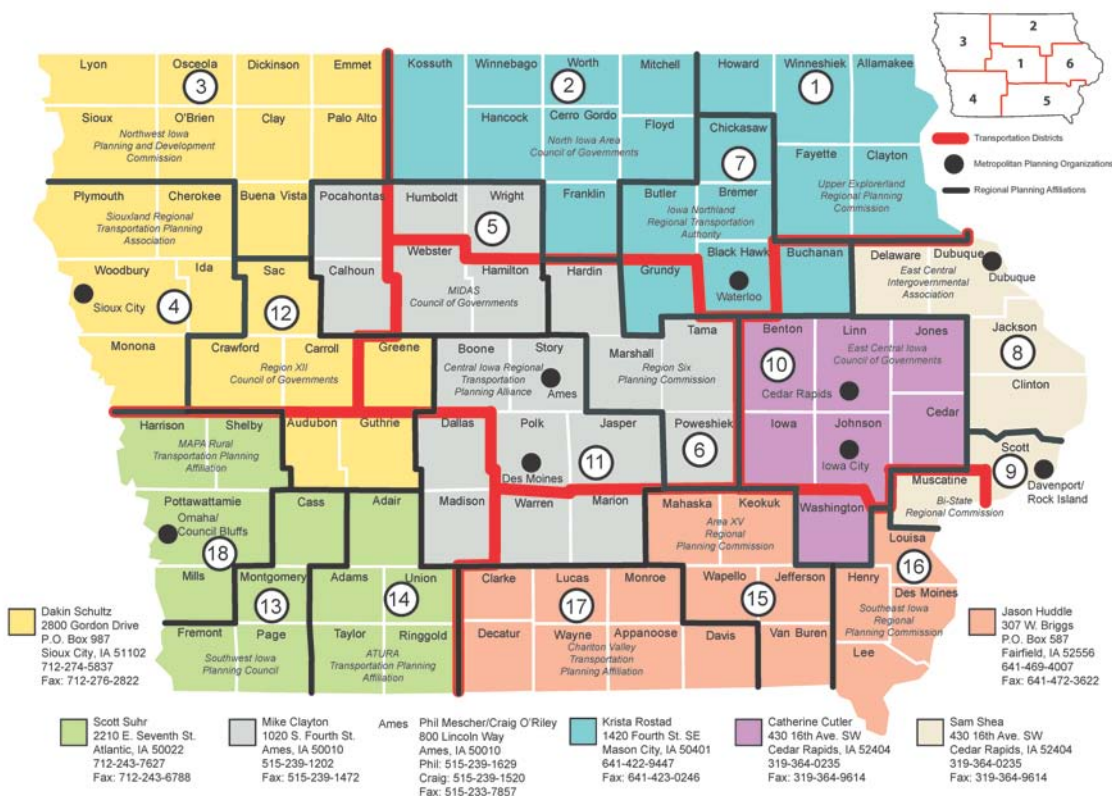 3
2
1
6
4
5
Transportation Districts
Metropolitan Planning Organizations
Regional Planning Affiliations
Lyon
Osceola
Dickinson
Emmet
3
Sioux
O'Brien
Clay
Palo Alto
Northwest Iowa
Planning and Development
Commission
Kossuth
Winnebago
Worth
Mitchell
2
Hancock
Cerro Gordo
Floyd
North Iowa Area
Council of Governments
Franklin
Howard
Winneshiek
Allamakee
1
Chickasaw
7
Fayette
Clayton
Upper Explorerland
Regional Planning
Commission
Butler
Bremer
Iowa Northland
Regional Transportation
Authority
Black Hawk
Buchanan
Waterloo
Grundy
Plymouth
Cherokee
Buena Vista
Siouxland Regional
Transportation Planning
Association
Woodbury
Ida
Sioux City
4
Monona
Pocahontas
Humboldt
Wright
5
Calhoun
Webster
Hamilton
MIDAS
Council of Governments
Sac
12
Crawford
Carroll
Greene
Region XII
Council of Governments
Audubon
Guthrie
Hardin
Tama
Marshall
Region Six
Planning Commission
Poweshiek
6
Boone
Story
Central Iowa Regional
Transportation
Planning Alliance
Ames
Dallas
Polk
Jasper
Des Moines
11
Madison
Warren
Marion
Delaware
Dubuque
East Central
Intergovernmental
Association
Dubuque
Jackson
8
Clinton
Benton
Linn
Jones
10
East Central Iowa
Council of Governments
Cedar Rapids
Iowa
Johnson
Cedar
Iowa City
Washington
Scott
9
Davenport/
Rock Island
Muscatine
Bi-State
Regional Commission
Harrison
Shelby
MAPA Rural
Transportation Planning
Affiliation
Pottawattamie
Omaha/
Council Bluffs
18
Cass
Adair
Mills
Montgomery
13
Fremont
Page
Southwest Iowa
Planning Council
Adams
Union
14
Taylor
Ringgold
ATURA
Transportation Planning
Affiliation
Mahaska
Keokuk
Area XV
Regional
Planning Commission
Wapello
Jefferson
15
Davis
Van Buren
Clarke
Lucas
Monroe
17
Decatur
Wayne
Appanoose
Chariton Valley
Transportation
Planning Affiliation
Louisa
16
Henry
Des Moines
Southeast Iowa
Regional
Planning Commission
Lee
Dakin Schultz
2800 Gordon Drive
P.O. Box 987
Sioux City, IA 51102
712-274-5837
Fax: 712-276-2822
Jason Huddle
307 W. Briggs
P.O. Box 587
Fairfield, IA 52556
641-469-4007
Fax: 641-472-3622
Scott Suhr
2210 E. Seventh St.
Atlantic, IA 50022
712-243-7627
Fax: 712-243-6788
Mike Clayton
1020 S. Fourth St.
Ames, IA 50010
515-239-1202
Fax: 515-239-1472
Ames
Phil Mescher/Craig O'Riley
800 Lincoln Way
Ames, IA 50010
Phil: 515-239-1629
Craig: 515-239-1520
Fax: 515-233-7857
Krista Rostad
1420 Fourth St. SE
Mason City, IA 50401
641-422-9447
Fax: 641-423-0246
Catherine Cutler
430 16th Ave. SW
Cedar Rapids, IA 52404
319-364-0235
Fax: 319-364-9614
Sam Shea
430 16th Ave. SW
Cedar Rapids, IA 52404
319-364-0235
Fax: 319-364-9614